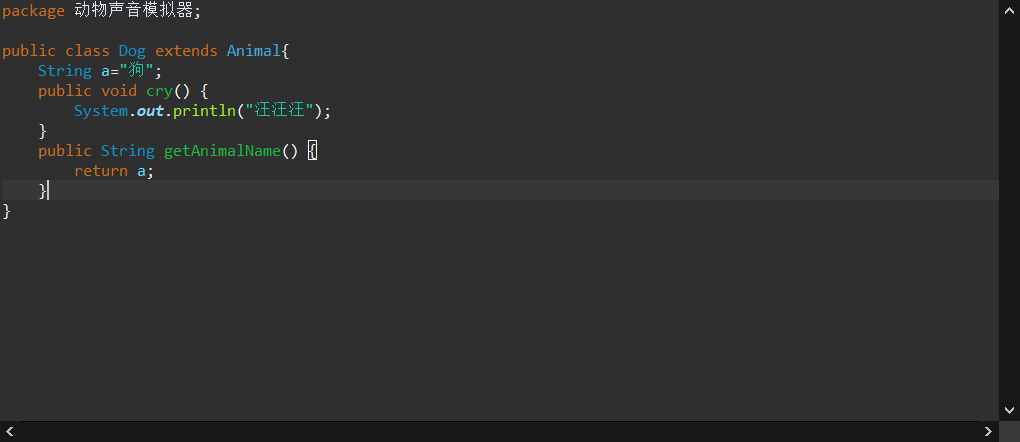 package 动物声音模拟器;
public class Dog extends Animal{
String a="狗";
public void cry() {
System.out.println("汪汪汪");
}
public String getAnimalName() {
return a;
}
}